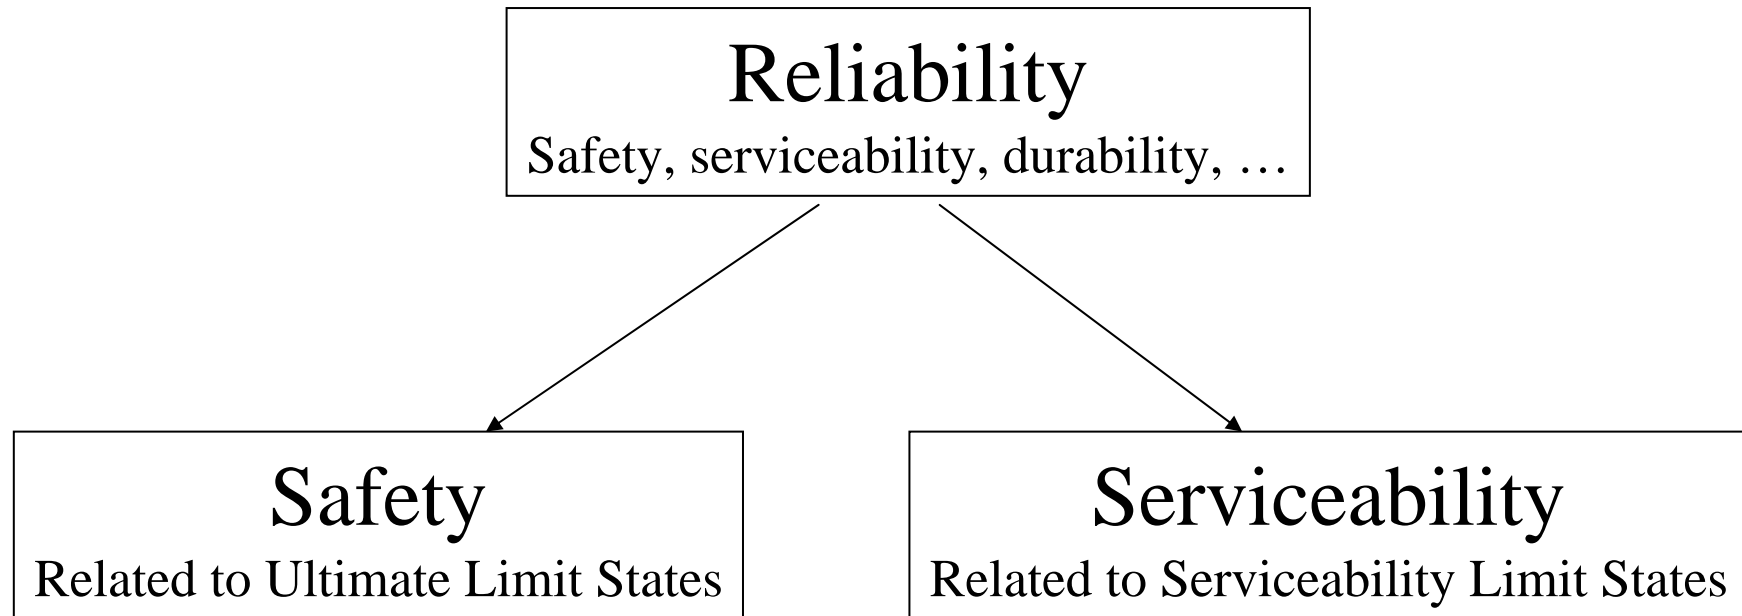 Reliability
Safety, serviceability, durability, …
Safety
Related to Ultimate Limit States
Serviceability
Related to Serviceability Limit States